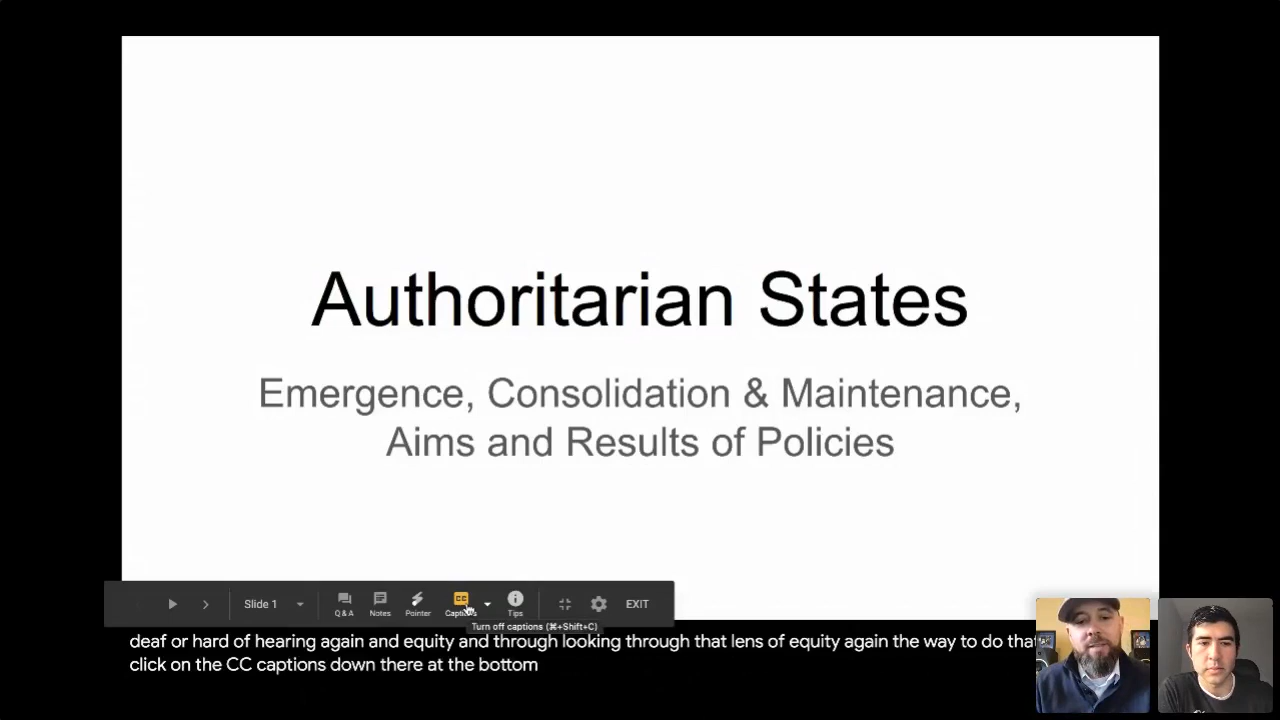 Authoritarian States
Emergence, Consolidation & Maintenance,
Aims and Results of Policies
Slide 1
Q & A
Notes
Pointer
Captions
Tips
EXIT
Turn off captions (⌘+Shift+C)
deaf or hard of hearing again and equity and through looking through that lens of equity again the way to do that
click on the CC captions down there at the bottom